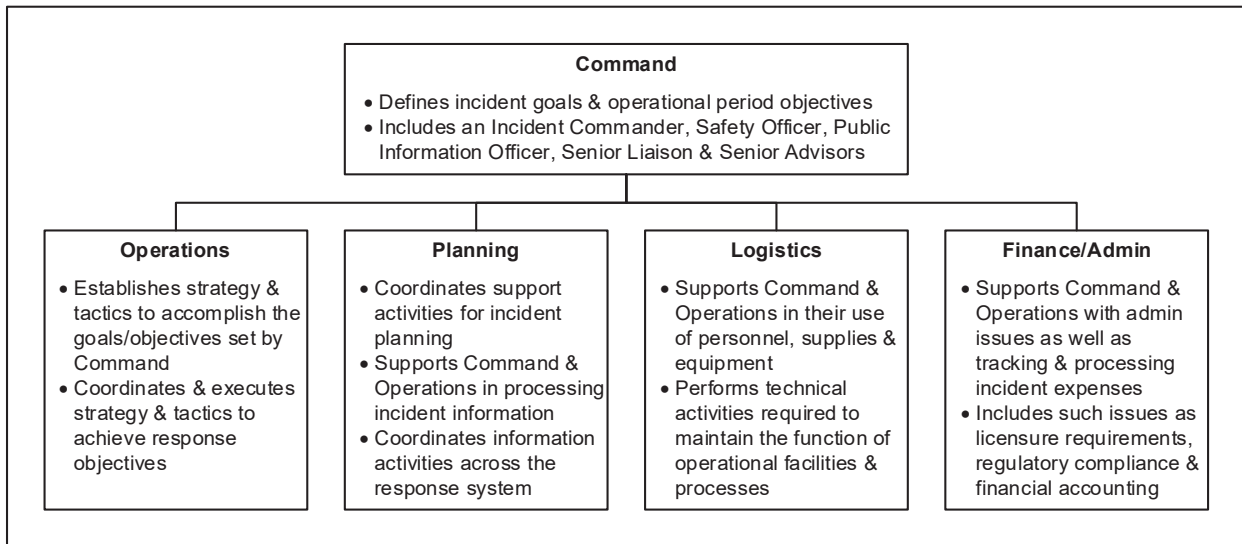 Command
• Defines incident goals & operational period objectives
• Includes an Incident Commander, Safety Officer, Public
Information Officer, Senior Liaison & Senior Advisors
Operations
• Establishes strategy &
tactics to accomplish the
goals/objectives set by
Command
• Coordinates & executes
strategy & tactics to
achieve response
objectives
Planning
• Coordinates support
activities for incident
planning
• Supports Command &
Operations in processing
incident information
• Coordinates information
activities across the
response system
Logistics
• Supports Command &
Operations in their use
of personnel, supplies &
equipment
• Performs technical
activities required to
maintain the function of
operational facilities &
processes
Finance/Admin
• Supports Command &
Operations with admin
issues as well as
tracking & processing
incident expenses
• Includes such issues as
licensure requirements,
regulatory compliance &
financial accounting